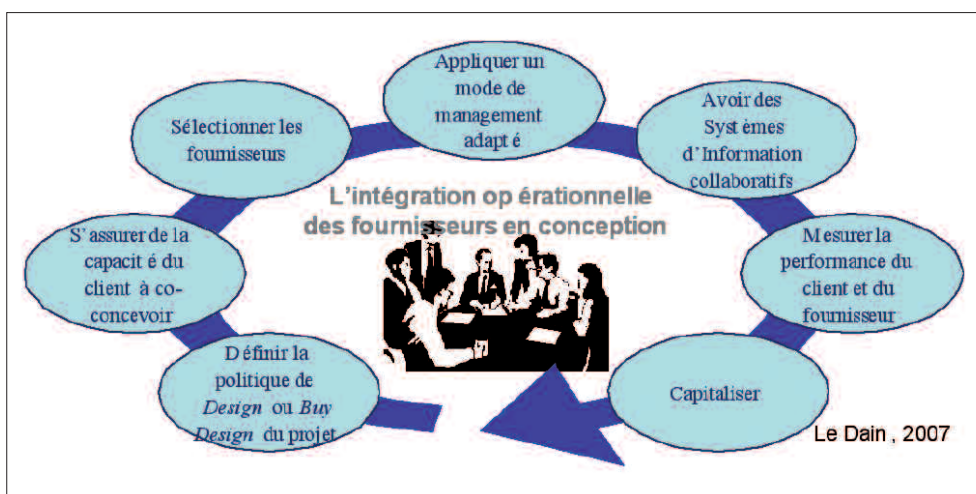 Appliquer un
mode de
management
adapt é
Sélectionner les
fournisseurs
Avoir des
Syst èmes
d'Information
collaboratifs
L'intégration op érationnelle
des fournisseurs en conception
S'assurer de la
capacit é du
client à co-
concevoir
Mesurer la
performance du
client et du
fournisseur
D éfinir la
politique de
Design ou Buy
Design du projet
Capitaliser
Le Dain , 2007